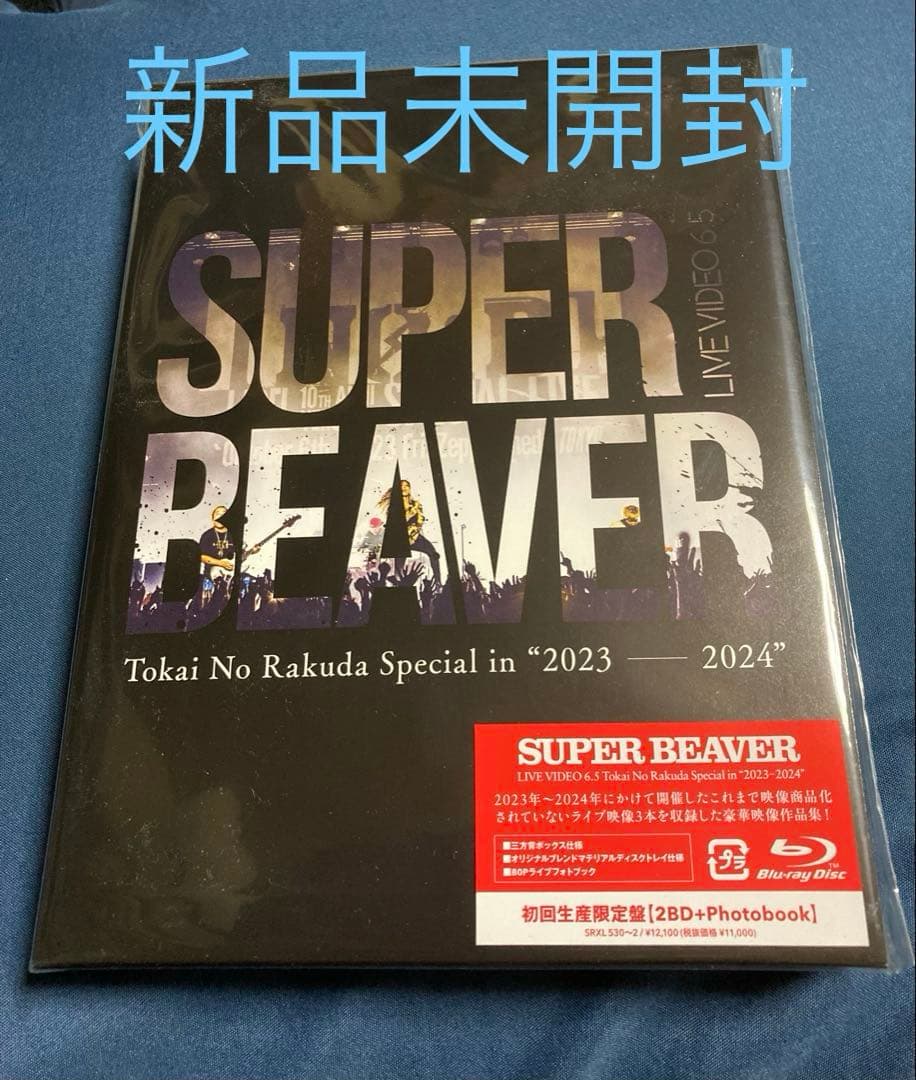 新品未開封
SUPER
LIVE VIDEO 6.5
BEAVER
Tokai No Rakuda Special in “2023 — 2024”
SUPER BEAVER
LIVE VIDEO 6.5 Tokai No Rakuda Special in “2023-2024”
2023年～2024年にかけて開催したこれまで映像商品化
されていないライブ映像3本を収録した豪華映像作品集！
■三方背ボックス仕様
■オリジナルブレンドマテリアルディスクトレイ仕様
■80Pライブフォトブック
プラ
Blu-ray Disc™
初回生産限定盤【2BD+Photobook】
SRXL 530～2 / ¥12,100 (税抜価格 ¥11,000)